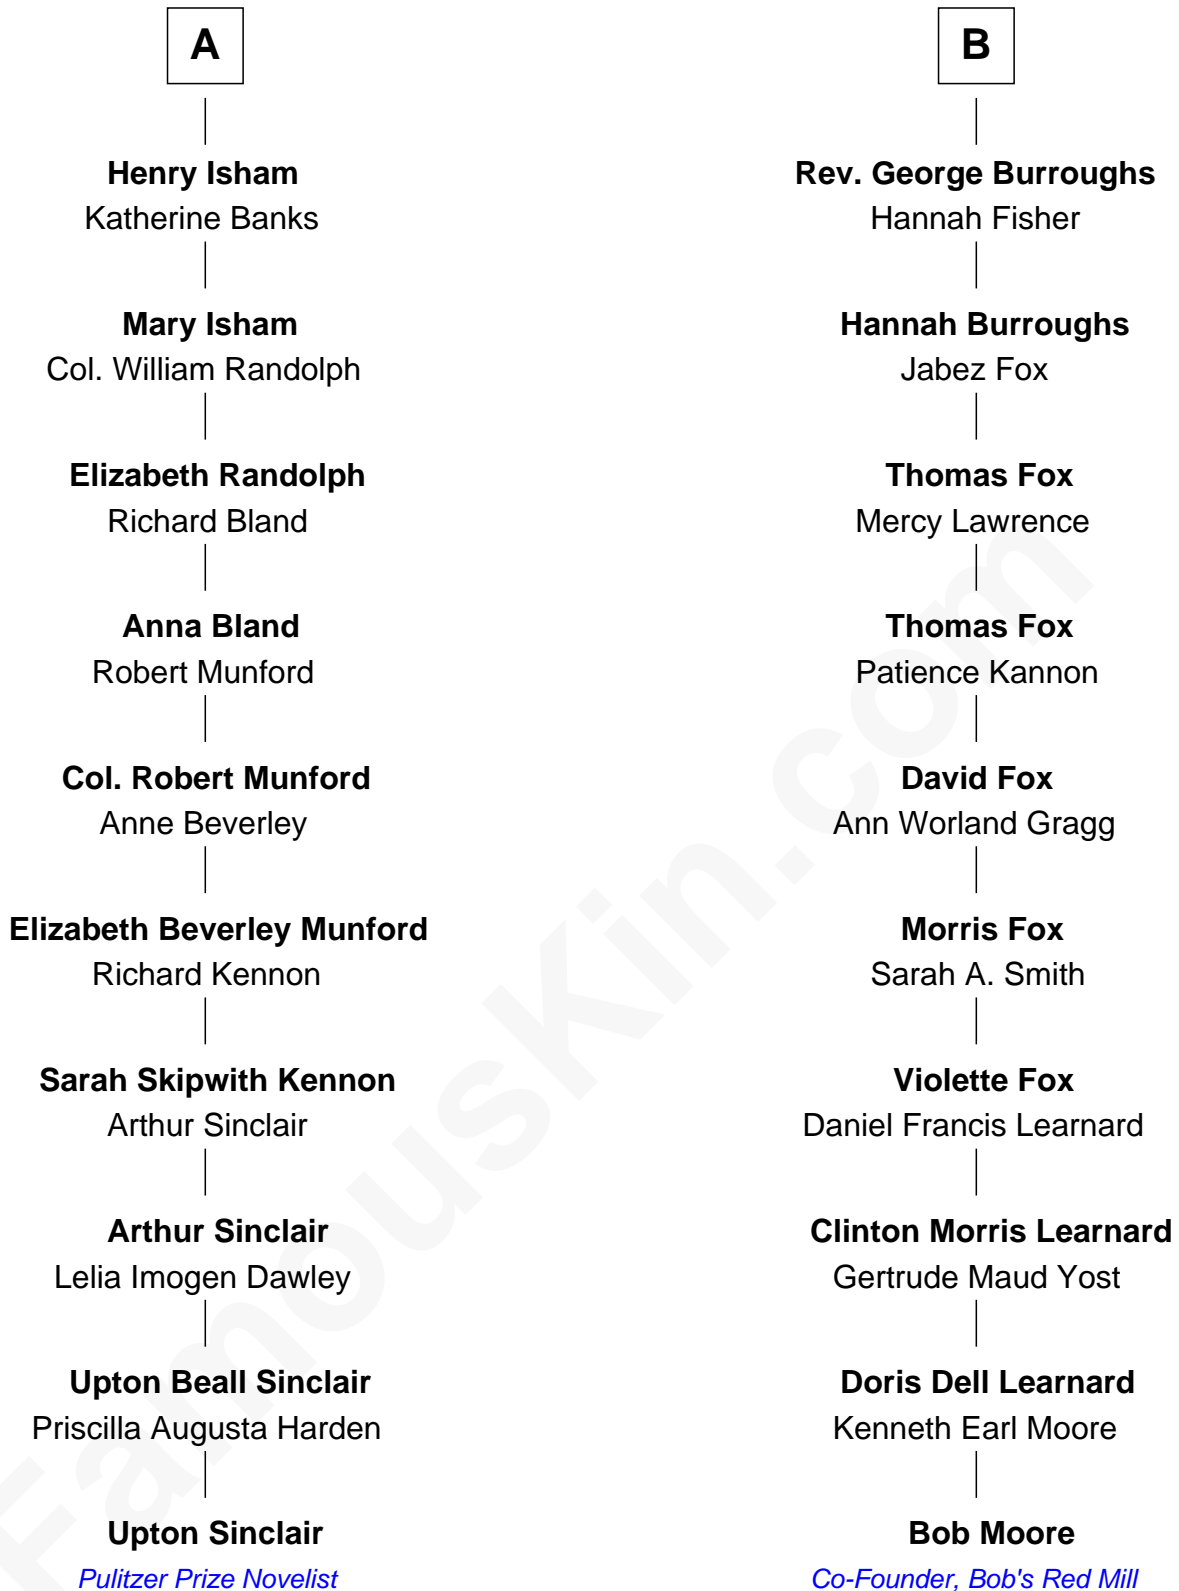 A
Henry Isham
Katherine Banks
Mary Isham
Col. William Randolph
Elizabeth Randolph
Richard Bland
Anna Bland
Robert Munford
Col. Robert Munford
Anne Beverley
Elizabeth Beverley Munford
Richard Kennon
Sarah Skipwith Kennon
Arthur Sinclair
Arthur Sinclair
Lelia Imogen Dawley
Upton Beall Sinclair
Priscilla Augusta Harden
Upton Sinclair
Pulitzer Prize Novelist
B
Rev. George Burroughs
Hannah Fisher
Hannah Burroughs
Jabez Fox
Thomas Fox
Mercy Lawrence
Thomas Fox
Patience Kannon
David Fox
Ann Worland Gragg
Morris Fox
Sarah A. Smith
Violette Fox
Daniel Francis Learnard
Clinton Morris Learnard
Gertrude Maud Yost
Doris Dell Learnard
Kenneth Earl Moore
Bob Moore
Co-Founder, Bob's Red Mill
FamousKin.com